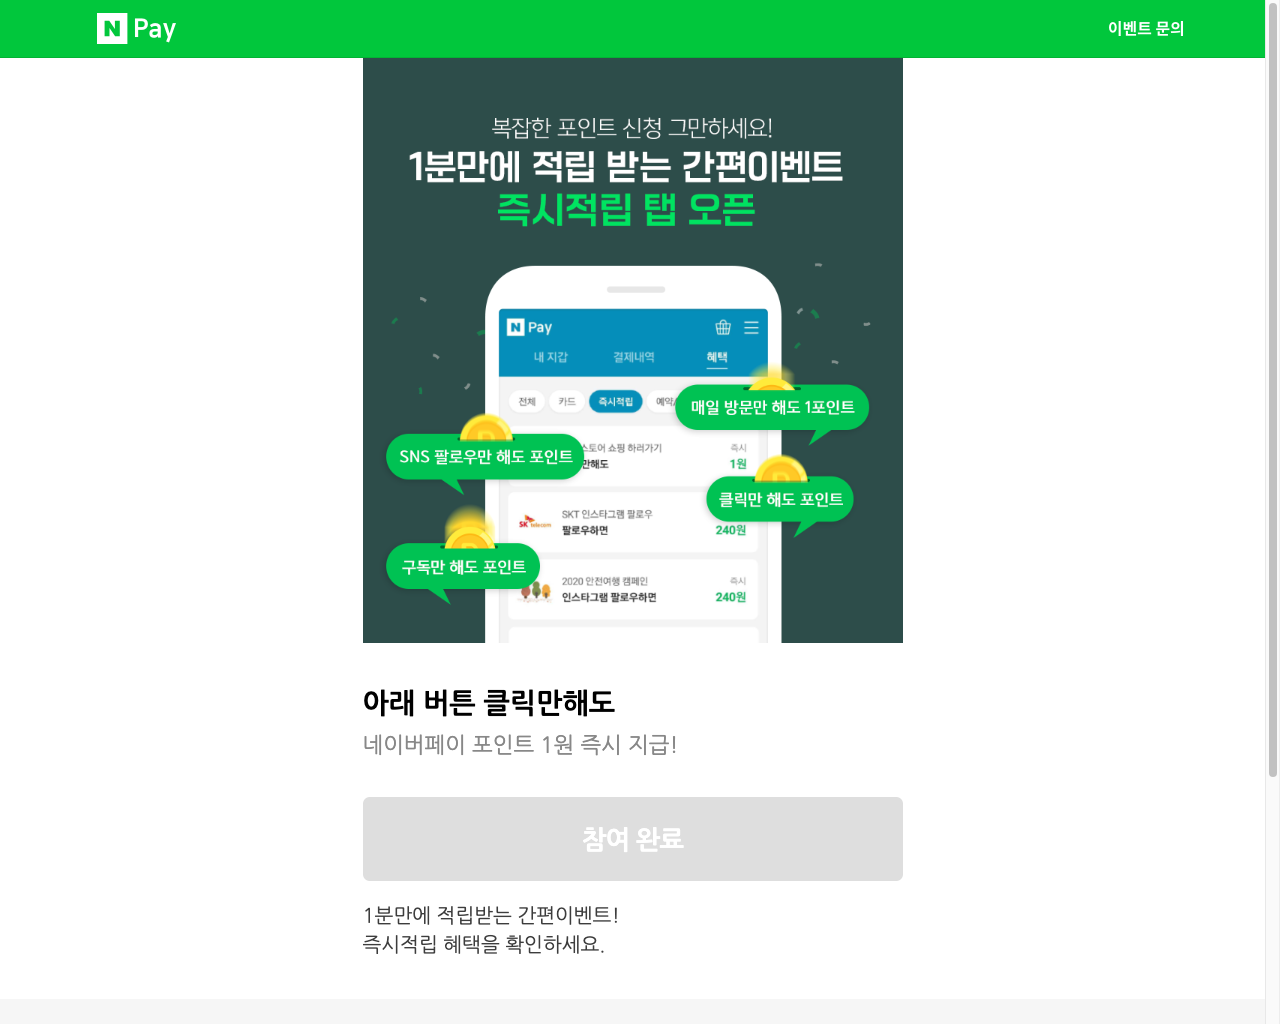 N Pay
이벤트 문의
복잡한 포인트 신청 그만하세요!
1분만에 적립 받는 간편이벤트
즉시적립 탭 오픈
N Pay
내 지갑 결제내역 혜택
전체 카드 즉시적립
매일 방문만 해도 1포인트
스토어 쇼핑 하러가기 즉시
만해도 1원
SNS 팔로우만 해도 포인트
클릭만 해도 포인트
SK telecom
SKT 인스타그램 팔로우
팔로우하면 240원
구독만 해도 포인트
2020 안전여행 캠페인 즉시
인스타그램 팔로우하면 240원
아래 버튼 클릭만해도
네이버페이 포인트 1원 즉시 지급!
참여 완료
1분만에 적립받는 간편이벤트!
즉시적립 혜택을 확인하세요.